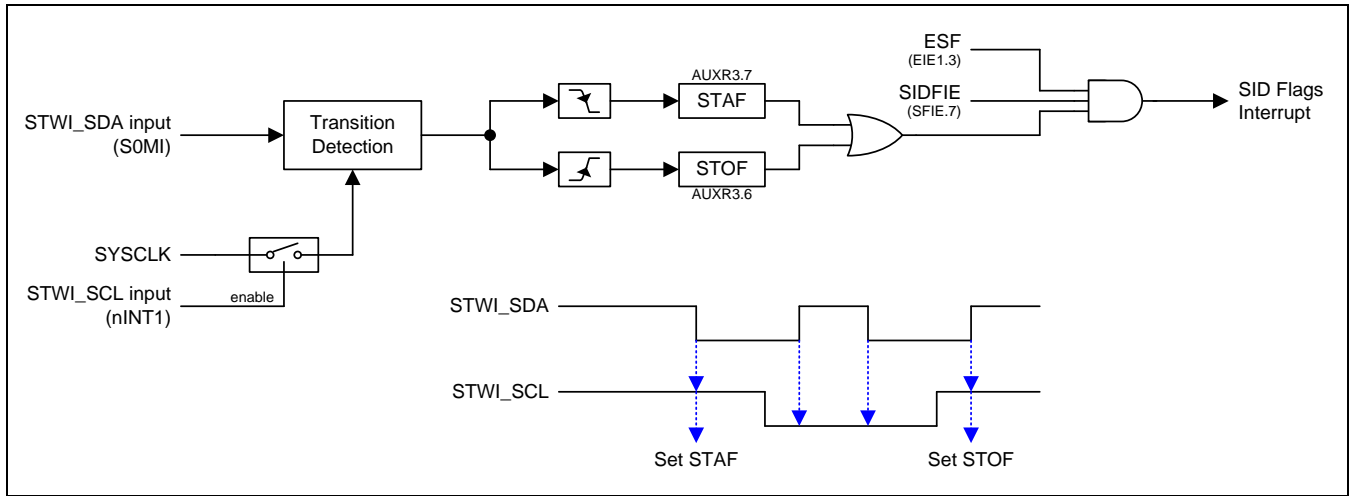 ESF
(EIE1.3)
AUXR3.7
SIDFIE
(SFIE.7)
STAF
SID Flags
Interrupt
STWI_SDA input
(S0MI)
Transition
Detection
STOF
AUXR3.6
SYSCLK
STWI_SCL input
(nINT1)
enable
STWI_SDA
STWI_SCL
Set STAF
Set STOF